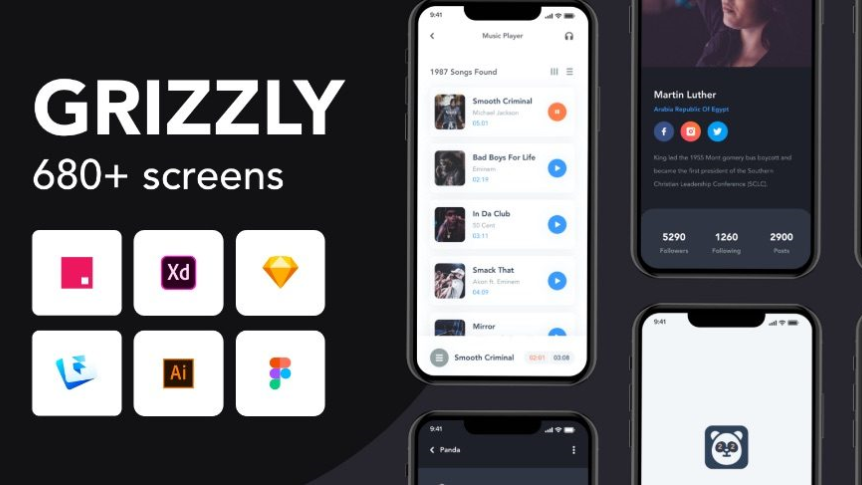 GRIZZLY
680+ screens
Xd
Ai
9:41
Music Player
1987 Songs Found
Smooth Criminal
Michael Jackson
05:01
Bad Boys For Life
Eminem
02:14
In Da Club
50 Cent
03:11
Smack That
Akon ft. Eminem
04:09
Mirror
Smooth Criminal
02:01 03:08
Martin Luther
Arabia Republic Of Egypt
King led the 1955 Mont gomery bus boycott and
became the first president of the Southern
Christian Leadership Conference (SCLC).
5290 1260 2900
Followers Following Posts
9:41
Panda
9:41